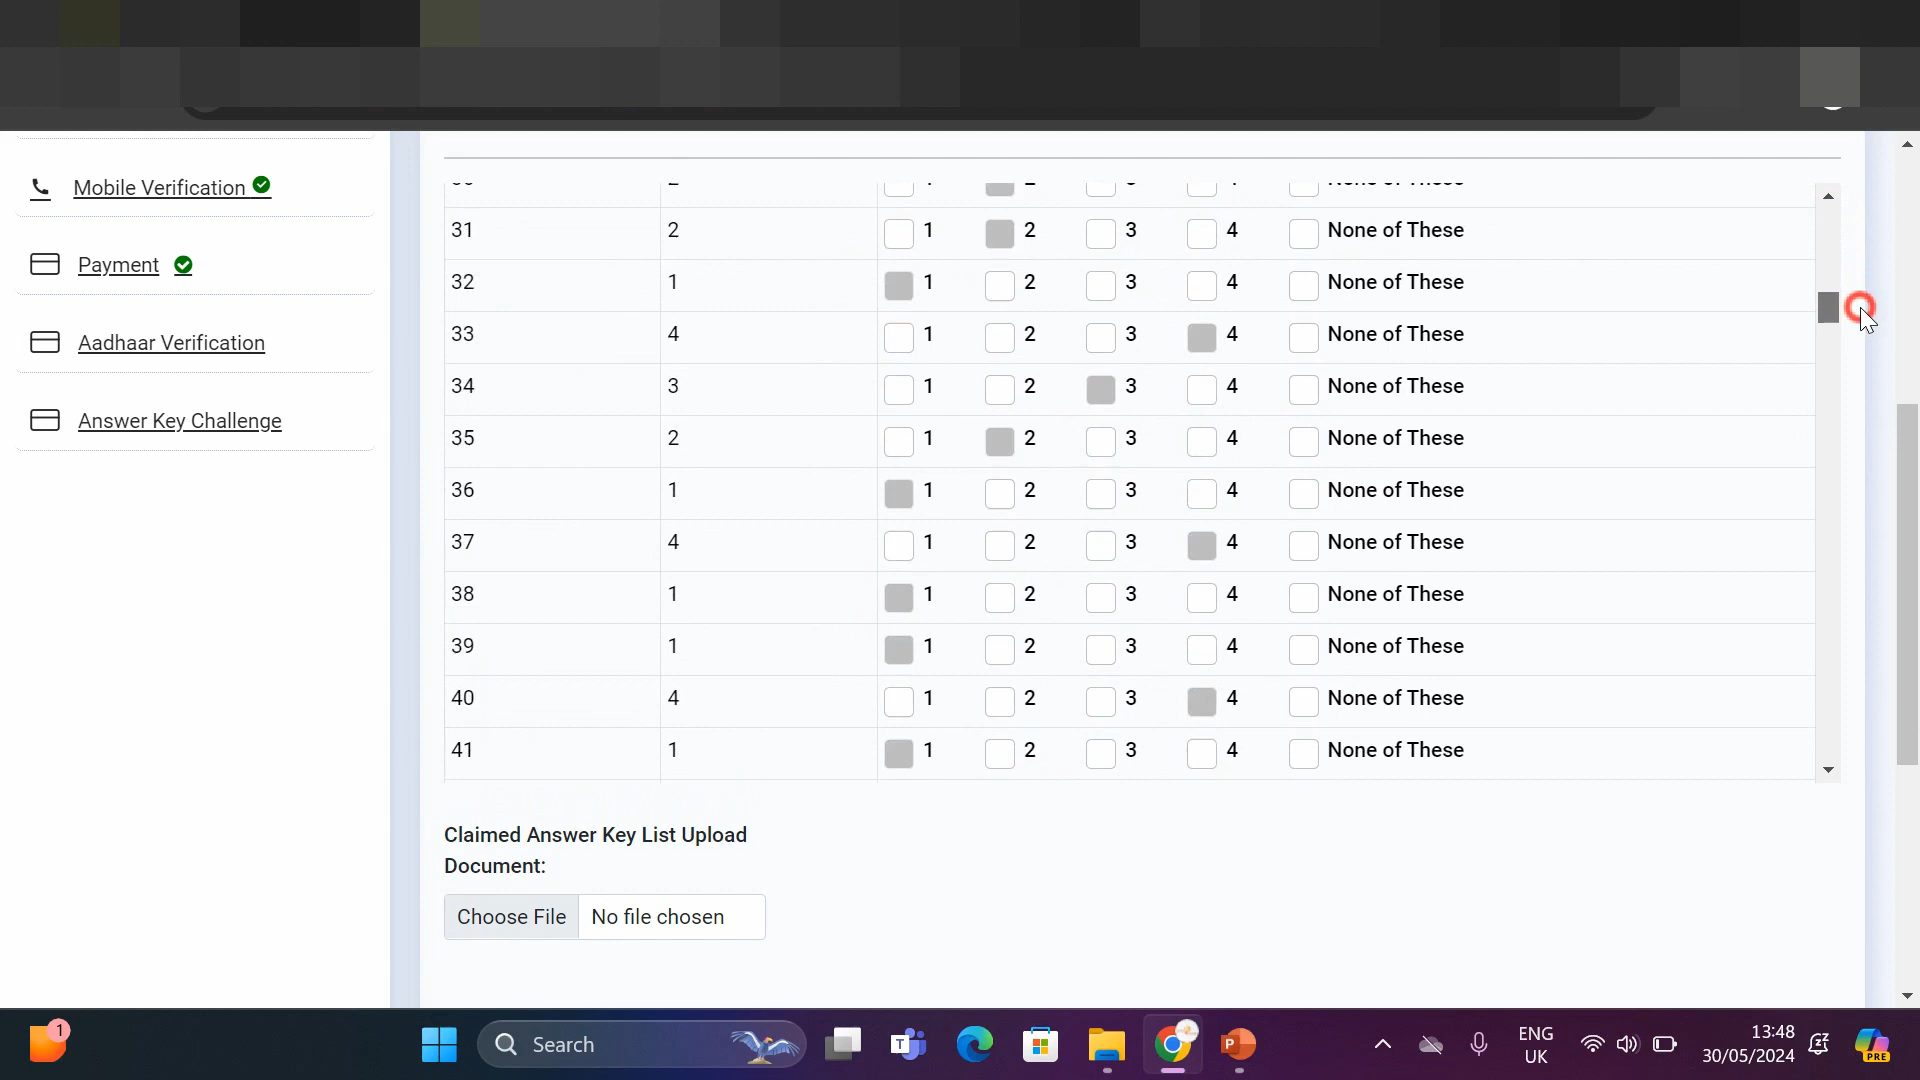 Mobile Verification
Payment
Aadhaar Verification
Answer Key Challenge
31 2 1 2 3 4 None of These
32 1 1 2 3 4 None of These
33 4 1 2 3 4 None of These
34 3 1 2 3 4 None of These
35 2 1 2 3 4 None of These
36 1 1 2 3 4 None of These
37 4 1 2 3 4 None of These
38 1 1 2 3 4 None of These
39 1 1 2 3 4 None of These
40 4 1 2 3 4 None of These
41 1 1 2 3 4 None of These
Claimed Answer Key List Upload
Document:
Choose File No file chosen
1
Search
T
P
ENG
UK
13:48
30/05/2024
PRE